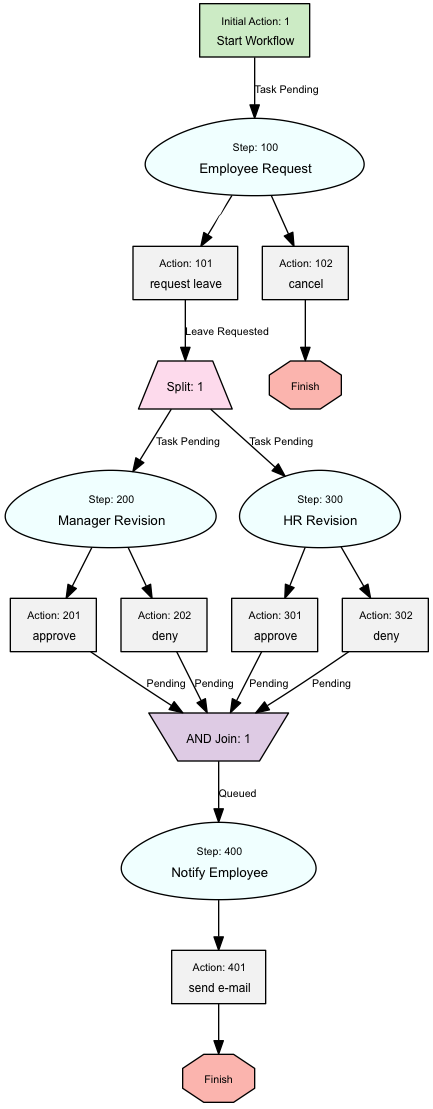 Initial Action: 1
Start Workflow
Task Pending
Step: 100
Employee Request
Action: 101
request leave
Action: 102
cancel
Leave Requested
Split: 1
Finish
Task Pending
Task Pending
Step: 200
Manager Revision
Step: 300
HR Revision
Action: 201
approve
Action: 202
deny
Action: 301
approve
Action: 302
deny
Pending
Pending
Pending
Pending
AND Join: 1
Queued
Step: 400
Notify Employee
Action: 401
send e-mail
Finish